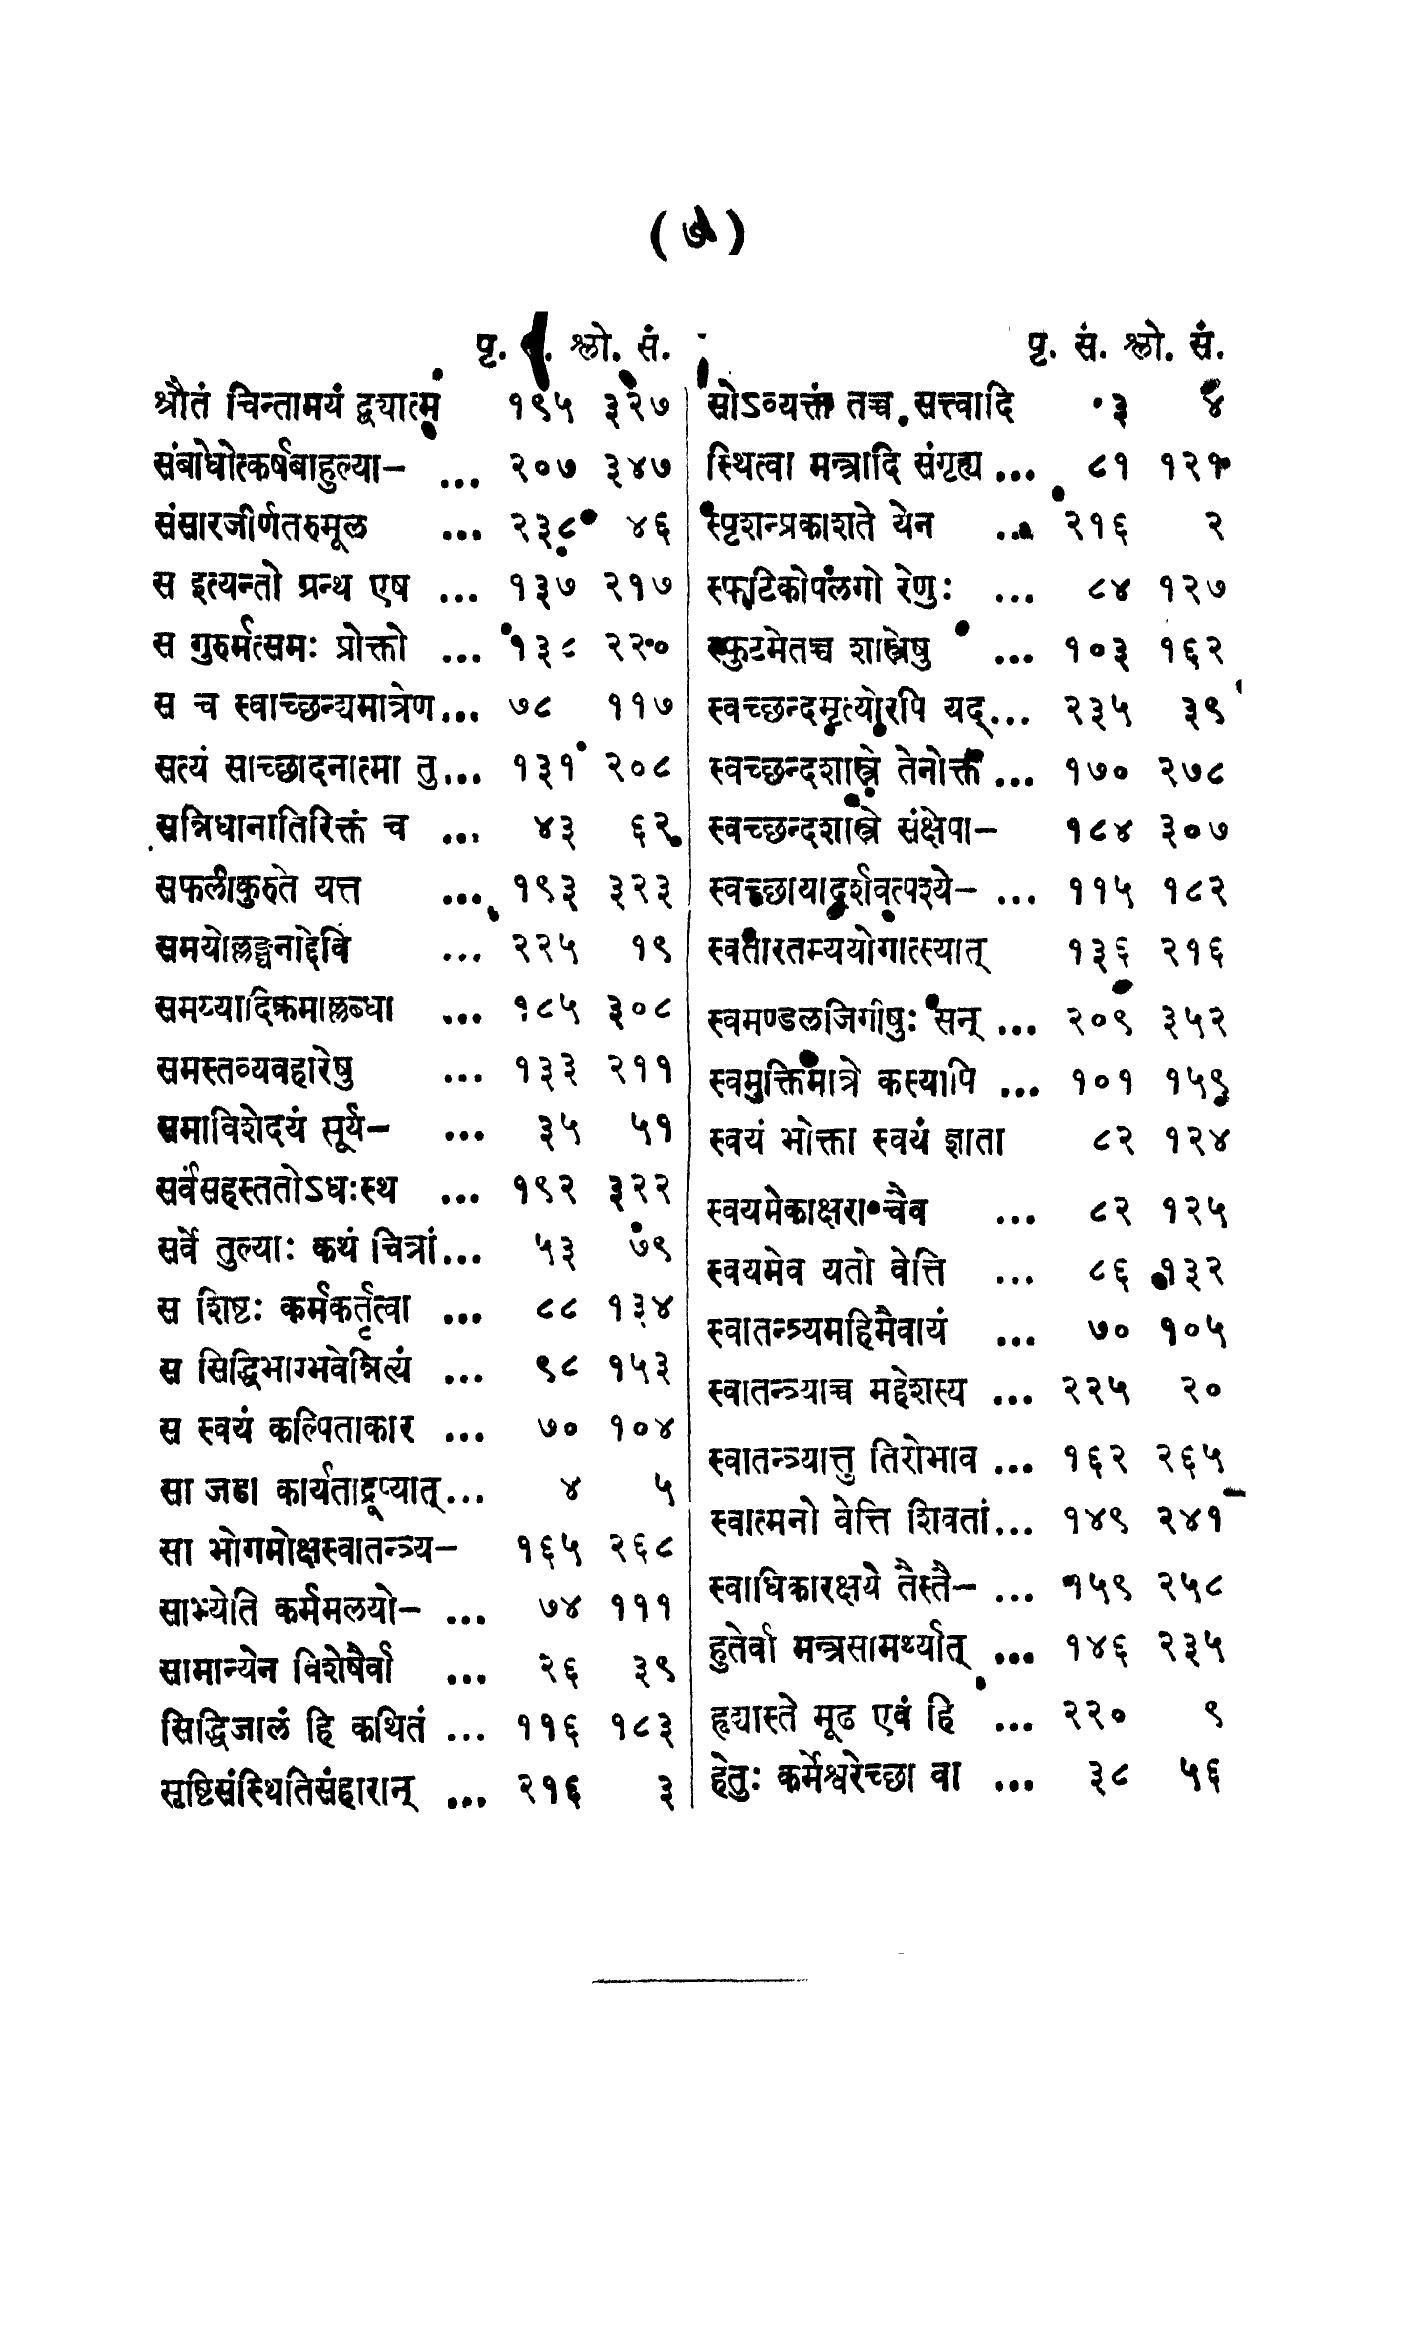 ( ७ )
पृ. सं. श्लो. सं.
श्रौतं चिन्तामयं द्व्यात्म १९५ ३२७
संबाधोत्कर्षबाहुल्या– ... २०७ ३४७
संसारजीर्णतरुमूल ... २३८ ४६
स इत्यन्तो ग्रन्थ एष ... १३७ २१७
स गुरुर्मत्समः प्रोक्तो ... १३८ २२०
स च स्वाच्छन्द्यमात्रेण... ७८ ११७
सत्यं साच्छादनात्मा तु... १३१ २०८
सन्निधानातिरिक्तं च ... ४३ ६२
सफलीकुरुते यत्त ... १९३ ३२३
समयोल्लङ्घनाद्देवि ... २२५ १९
समय्यादिक्रमाल्लब्धा ... १८५ ३०८
समस्तव्यवहारेषु ... १३३ २११
समाविशेदयं सूर्य– ... ३५ ५१
सर्वसहस्ततोऽधःस्थ ... १९२ ३२२
सर्वे तुल्याः कथं चित्रां... ५३ ७९
स शिष्टः कर्मकर्तृत्वा ... ८८ १३४
स सिद्धिभाग्भवेन्नित्यं ... ९८ १५३
स स्वयं कल्पिताकार ... ७० १०४
सा जडा कार्यताद्रूप्यात्... ४ ५
सा भोगमोक्षस्वातन्त्र्य– १६५ २६८
साभ्येति कर्ममलयो– ... ७४ १११
सामान्येन विशेषैर्वा ... २६ ३९
सिद्धिजालं हि कथितं ... ११६ १८३
सृष्टिसंस्थितिसंहारान् ... २१६ ३
पृ. सं. श्लो. सं.
सोऽव्यक्तं तच्च सत्त्वादि ३ ४
स्थित्वा मन्त्रादि संगृह्य ... ८१ १२१
स्पृशन्प्रकाशते येन ... २१६ २
स्फटिकोपलगो रेणुः ... ८४ १२७
स्फुटमेतच्च शास्त्रेषु ... १०३ १६२
स्वच्छन्दमृत्योरपि यद्... २३५ ३९
स्वच्छन्दशास्त्रे तेनोक्तं ... १७० २७८
स्वच्छन्दशास्त्रे संक्षेपा– १८४ ३०७
स्वच्छायादर्शवत्पश्ये– ... ११५ १८२
स्वतारतम्ययोगात्स्यात् १३६ २१६
स्वमण्डलजिगीषुः सन् ... २०९ ३५२
स्वमुक्तिमात्रे कस्यापि ... १०१ १५९
स्वयं भोक्ता स्वयं ज्ञाता ८२ १२४
स्वयमेकाक्षरा चैव ... ८२ १२५
स्वयमेव यतो वेत्ति ... ८६ १३२
स्वातन्त्र्यमहिमैवायं ... ७० १०५
स्वातन्त्र्याच्च महेशस्य ... २२५ २०
स्वातन्त्र्यात्तु तिरोभाव ... १६२ २६५
स्वात्मनो वेत्ति शिवतां... १४९ २४१
स्वाधिकारक्षये तैस्तै– ... १५९ २५८
हुतेर्वा मन्त्रसामर्थ्यात् ... १४६ २३५
हृद्यास्ते मूढ एवं हि ... २२० ९
हेतुः कर्मेश्वरेच्छा वा ... ३८ ५६